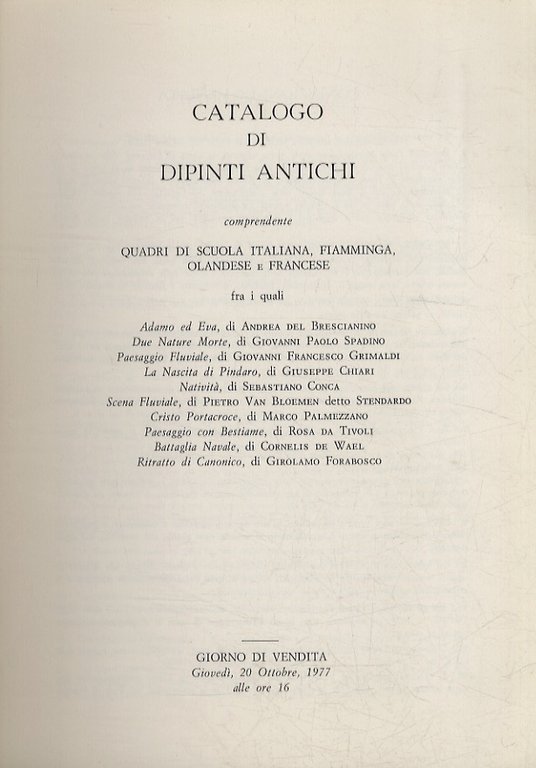 CATALOGO
DI
DIPINTI ANTICHI
comprendente
QUADRI DI SCUOLA ITALIANA, FIAMMINGA,
OLANDESE E FRANCESE
fra i quali
Adamo ed Eva, di ANDREA DEL BRESCIANINO
Due Nature Morte, di GIOVANNI PAOLO SPADINO
Paesaggio Fluviale, di GIOVANNI FRANCESCO GRIMALDI
La Nascita di Pindaro, di GIUSEPPE CHIARI
Natività, di SEBASTIANO CONCA
Scena Fluviale, di PIETRO VAN BLOEMEN detto STENDARDO
Cristo Portacroce, di MARCO PALMEZZANO
Paesaggio con Bestiame, di ROSA DA TIVOLI
Battaglia Navale, di CORNELIS DE WAEL
Ritratto di Canonico, di GIROLAMO FORABOSCO
GIORNO DI VENDITA
Giovedì, 20 Ottobre, 1977
alle ore 16